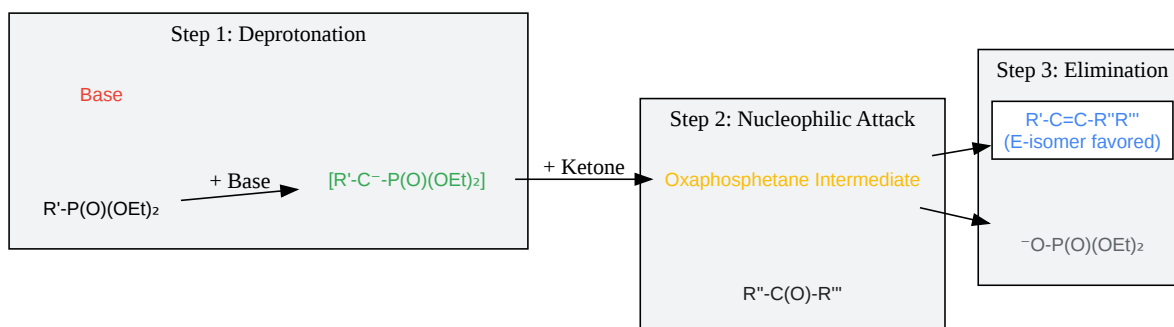 Step 1: Deprotonation
Base
+ Base
R'-P(O)(OEt)₂
[R'-C⁻-P(O)(OEt)₂]
+ Ketone
Step 2: Nucleophilic Attack
Oxaphosphetane Intermediate
R''-C(O)-R'''
Step 3: Elimination
R'-C=C-R''R'''
(E-isomer favored)
⁻O-P(O)(OEt)₂